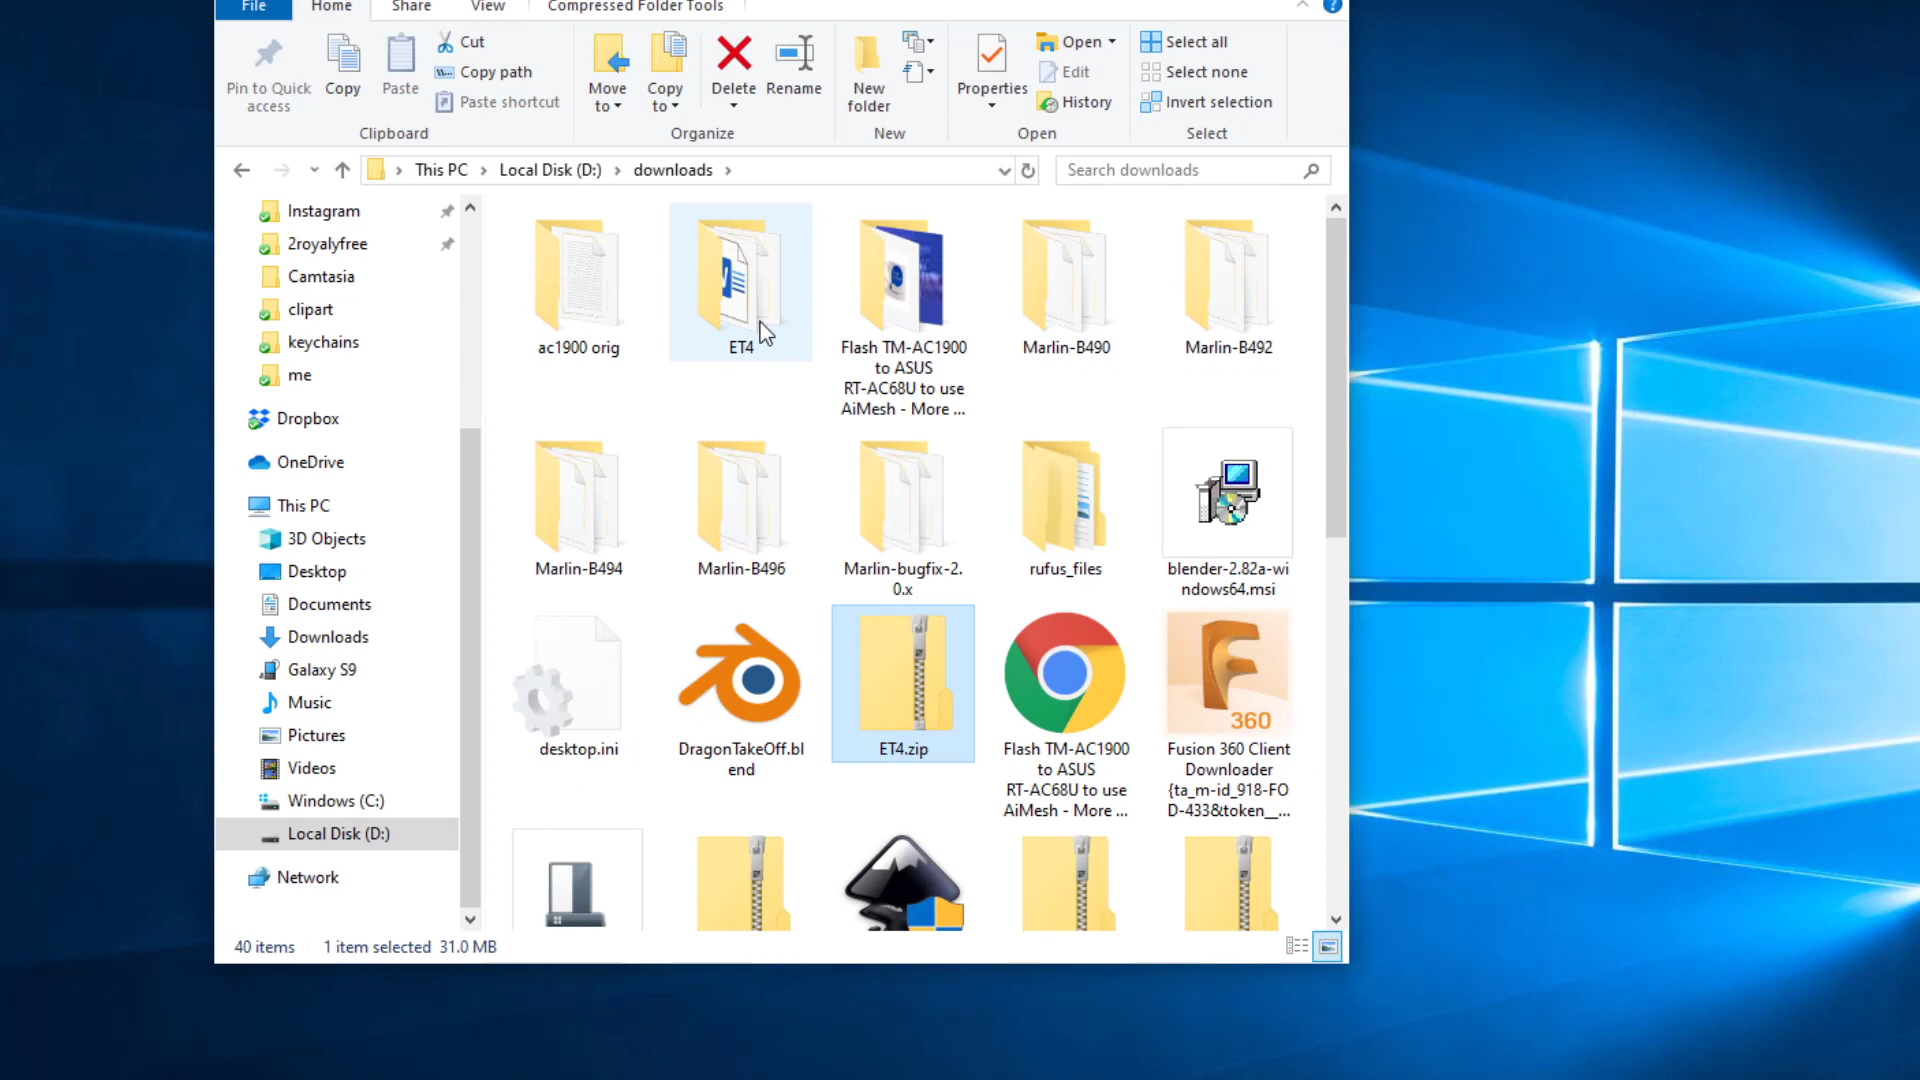 File
Home
Share
View
Compressed Folder Tools
Pin to Quick
access
Copy
Paste
Cut
Copy path
Paste shortcut
Clipboard
Move
to
Copy
to
Delete
Rename
Organize
New
folder
New
Properties
Open
Edit
History
Open
Select all
Select none
Invert selection
Select
This PC
Local Disk (D:)
downloads
Search downloads
Instagram
2royalyfree
Camtasia
clipart
keychains
me
Dropbox
OneDrive
This PC
3D Objects
Desktop
Documents
Downloads
Galaxy S9
Music
Pictures
Videos
Windows (C:)
Local Disk (D:)
Network
ac1900 orig
ET4
Flash TM-AC1900
to ASUS
RT-AC68U to use
AiMesh - More ...
Marlin-B490
Marlin-B492
Marlin-B494
Marlin-B496
Marlin-bugfix-2.
0.x
rufus_files
blender-2.82a-wi
ndows64.msi
desktop.ini
DragonTakeOff.bl
end
ET4.zip
Flash TM-AC1900
to ASUS
RT-AC68U to use
AiMesh - More ...
360
Fusion 360 Client
Downloader
{ta_m-id_918-FO
D-433&token__...
40 items
1 item selected 31.0 MB